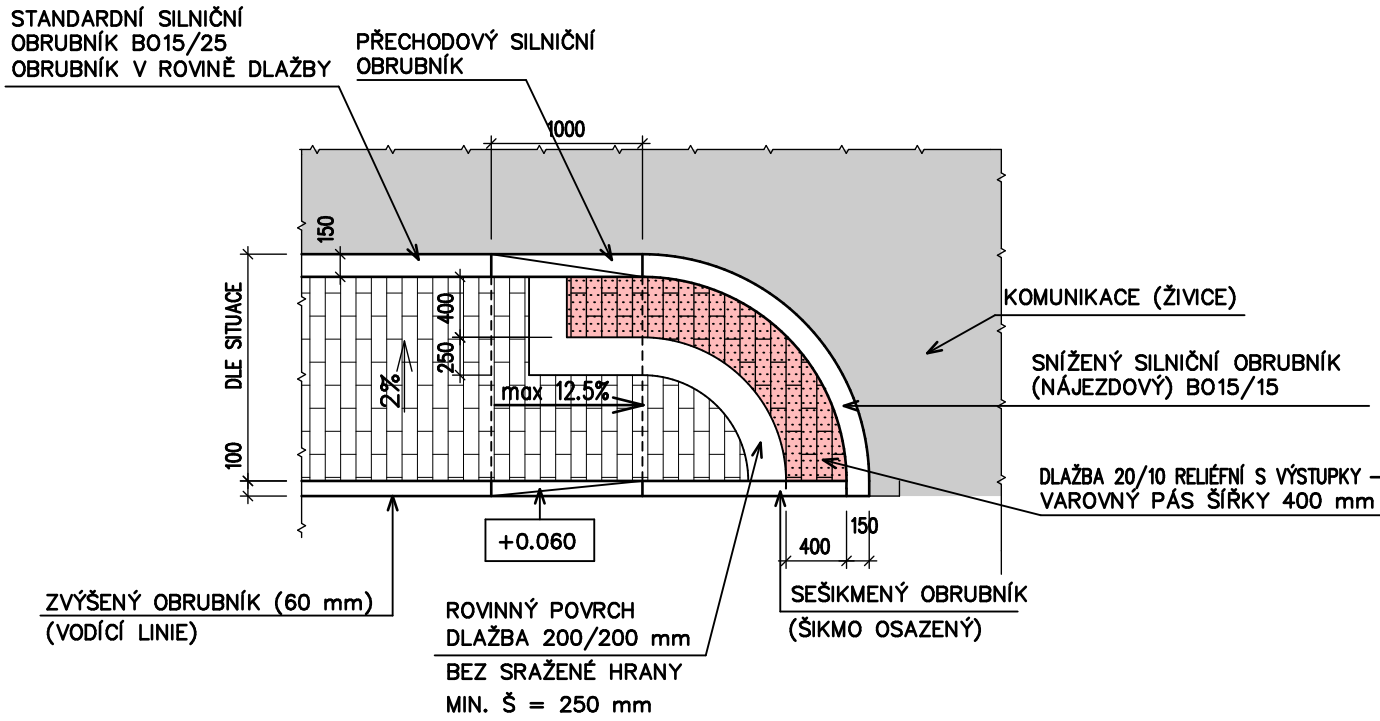 STANDARDNÍ SILNIČNÍ
OBRUBNÍK BO15/25
OBRUBNÍK V ROVINĚ DLAŽBY
PŘECHODOVÝ SILNIČNÍ
OBRUBNÍK
1000
150
DLE SITUACE
400
250
100
2%
max 12.5%
KOMUNIKACE (ŽIVICE)
SNÍŽENÝ SILNIČNÍ OBRUBNÍK
(NÁJEZDOVÝ) BO15/15
DLAŽBA 20/10 RELIÉFNÍ S VÝSTUPKY –
VAROVNÝ PÁS ŠÍŘKY 400 mm
150
400
+0.060
ZVÝŠENÝ OBRUBNÍK (60 mm)
(VODÍCÍ LINIE)
ROVINNÝ POVRCH
DLAŽBA 200/200 mm
BEZ SRAŽENÉ HRANY
MIN. Š = 250 mm
SEŠIKMENÝ OBRUBNÍK
(ŠIKMO OSAZENÝ)